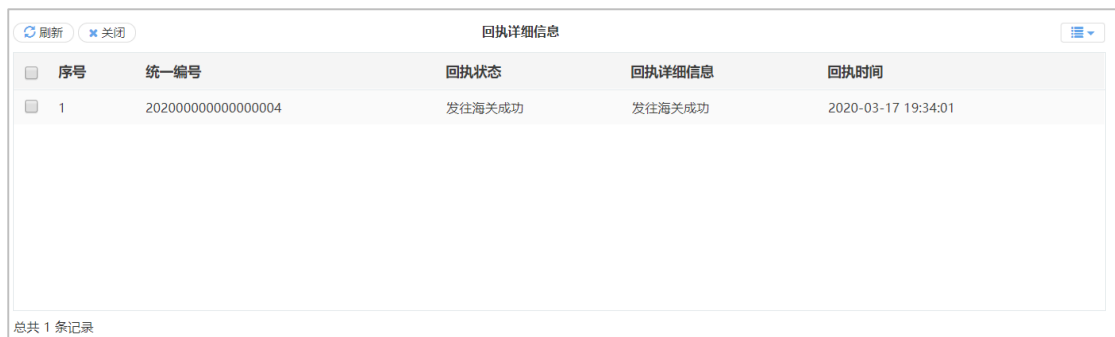 刷新 关闭 回执详细信息
序号 统一编号 回执状态 回执详细信息 回执时间
1 202000000000000004 发往海关成功 发往海关成功 2020-03-17 19:34:01
总共 1 条记录